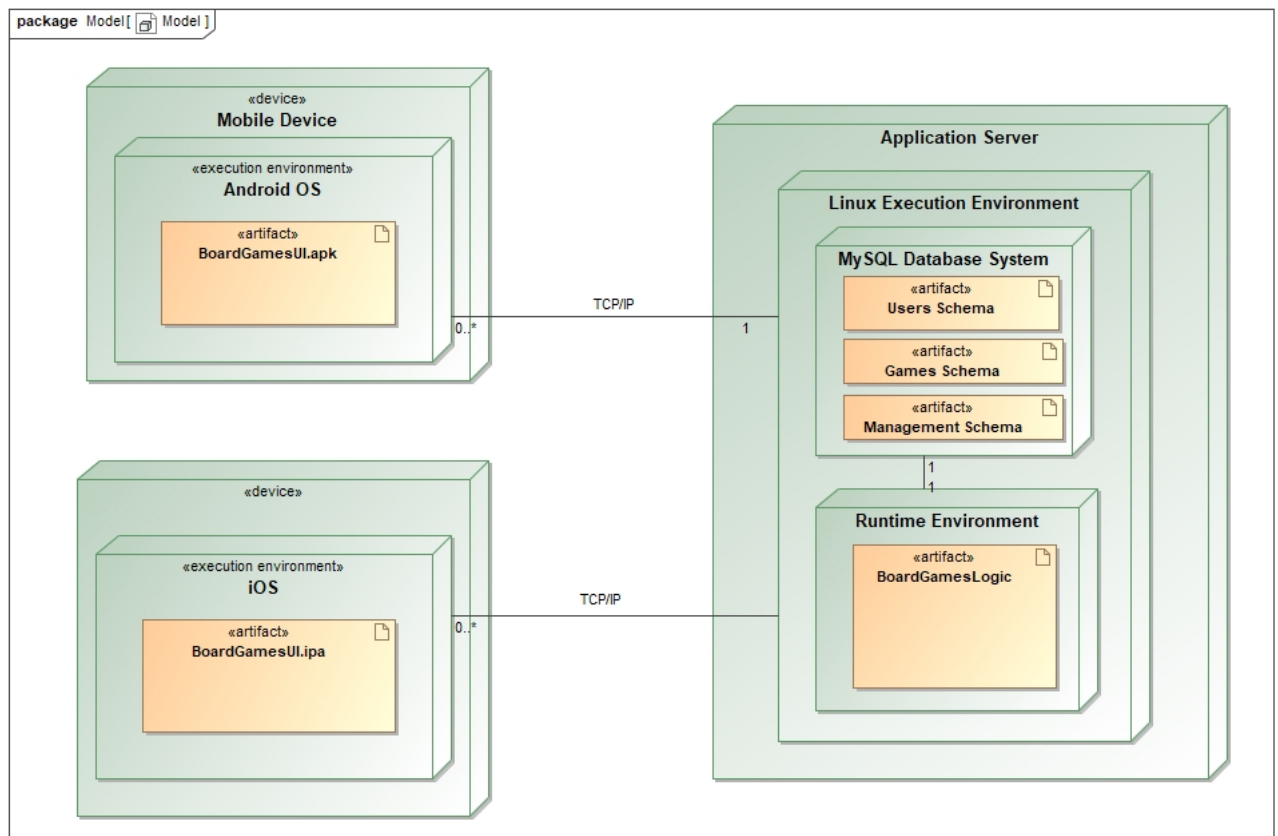 package Model[ Model ]
«device»
Mobile Device
«execution environment»
Android OS
«artifact»
BoardGamesUI.apk
TCP/IP
0..*
1
Application Server
Linux Execution Environment
MySQL Database System
«artifact»
Users Schema
«artifact»
Games Schema
«artifact»
Management Schema
1
1
Runtime Environment
«artifact»
BoardGamesLogic
«device»
«execution environment»
iOS
«artifact»
BoardGamesUI.ipa
TCP/IP
0..*